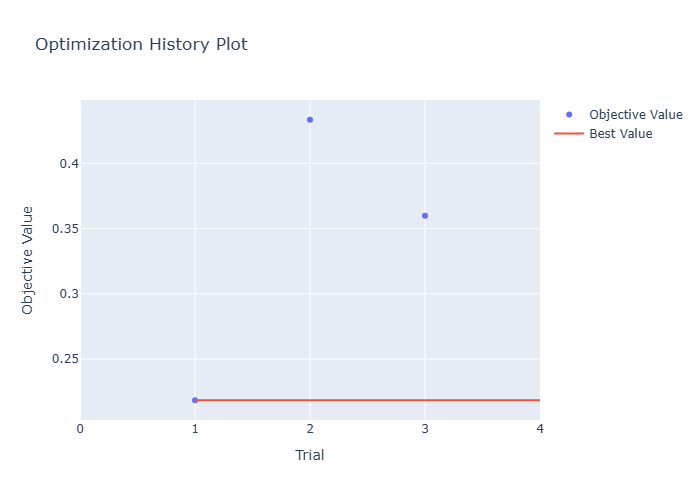 Optimization History Plot
Objective Value
Best Value
0.4
0.35
0.3
0.25
Objective Value
0 1 2 3 4
Trial